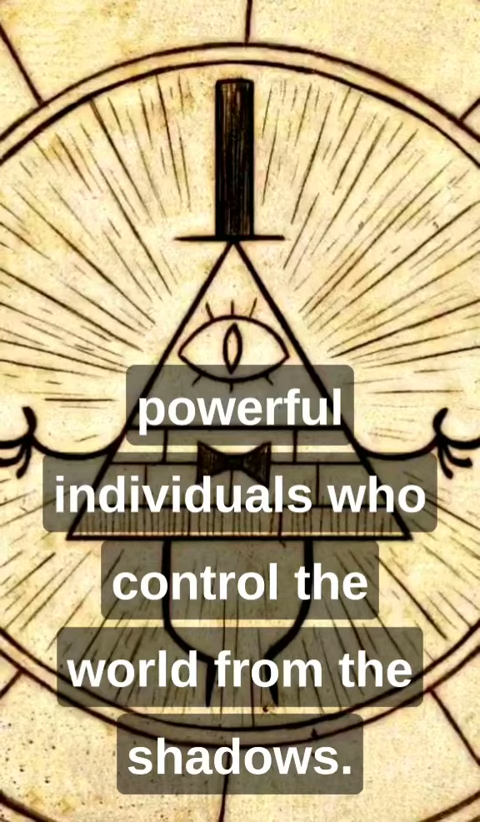 powerful
individuals who
control the
world from the
shadows.